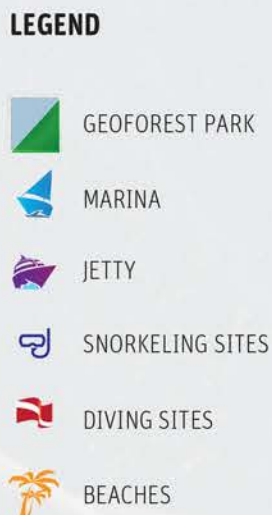 LEGEND
GEOFOREST PARK
MARINA
JETTY
SNORKELING SITES
DIVING SITES
BEACHES